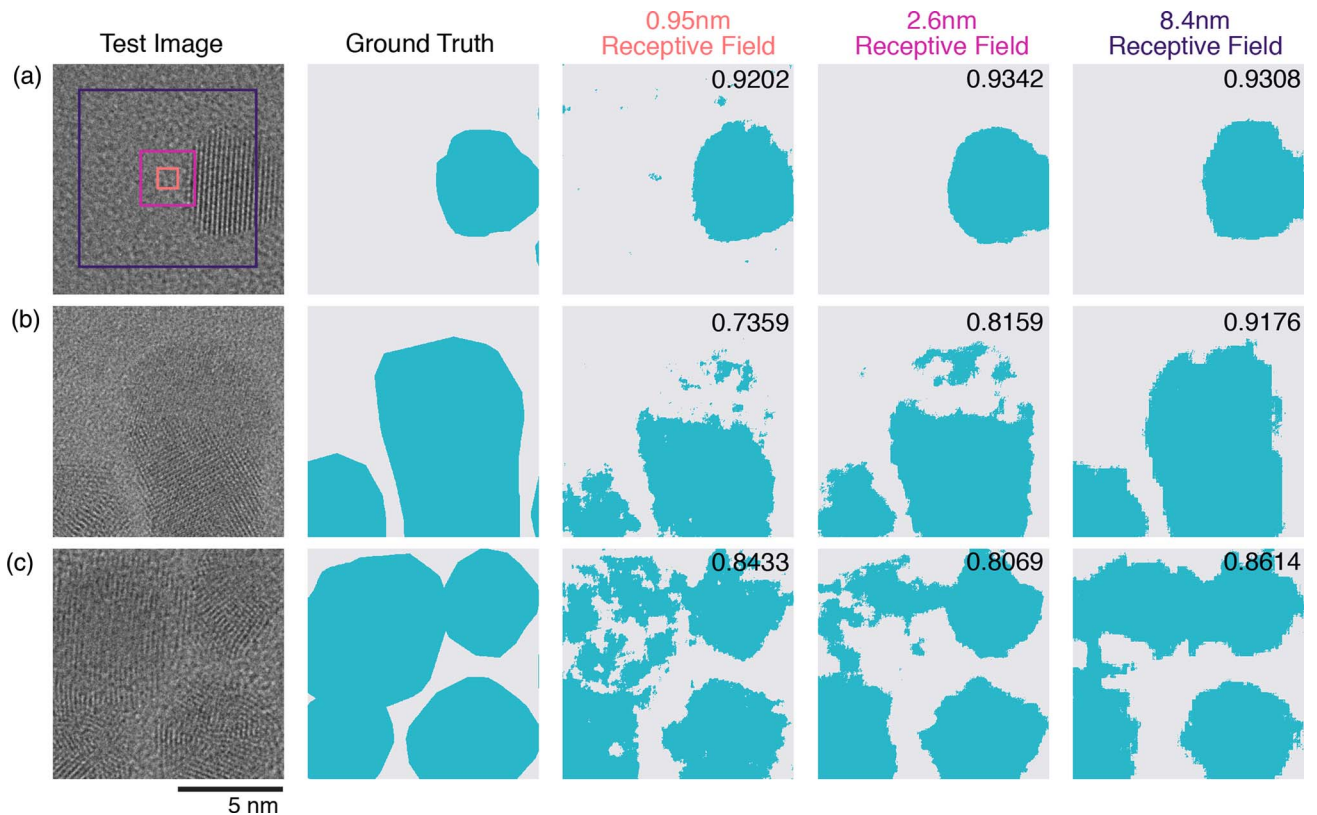 Test Image
Ground Truth
0.95nm
Receptive Field
2.6nm
Receptive Field
8.4nm
Receptive Field
(a)
0.9202
0.9342
0.9308
(b)
0.7359
0.8159
0.9176
(c)
0.8433
0.8069
0.8614
5 nm